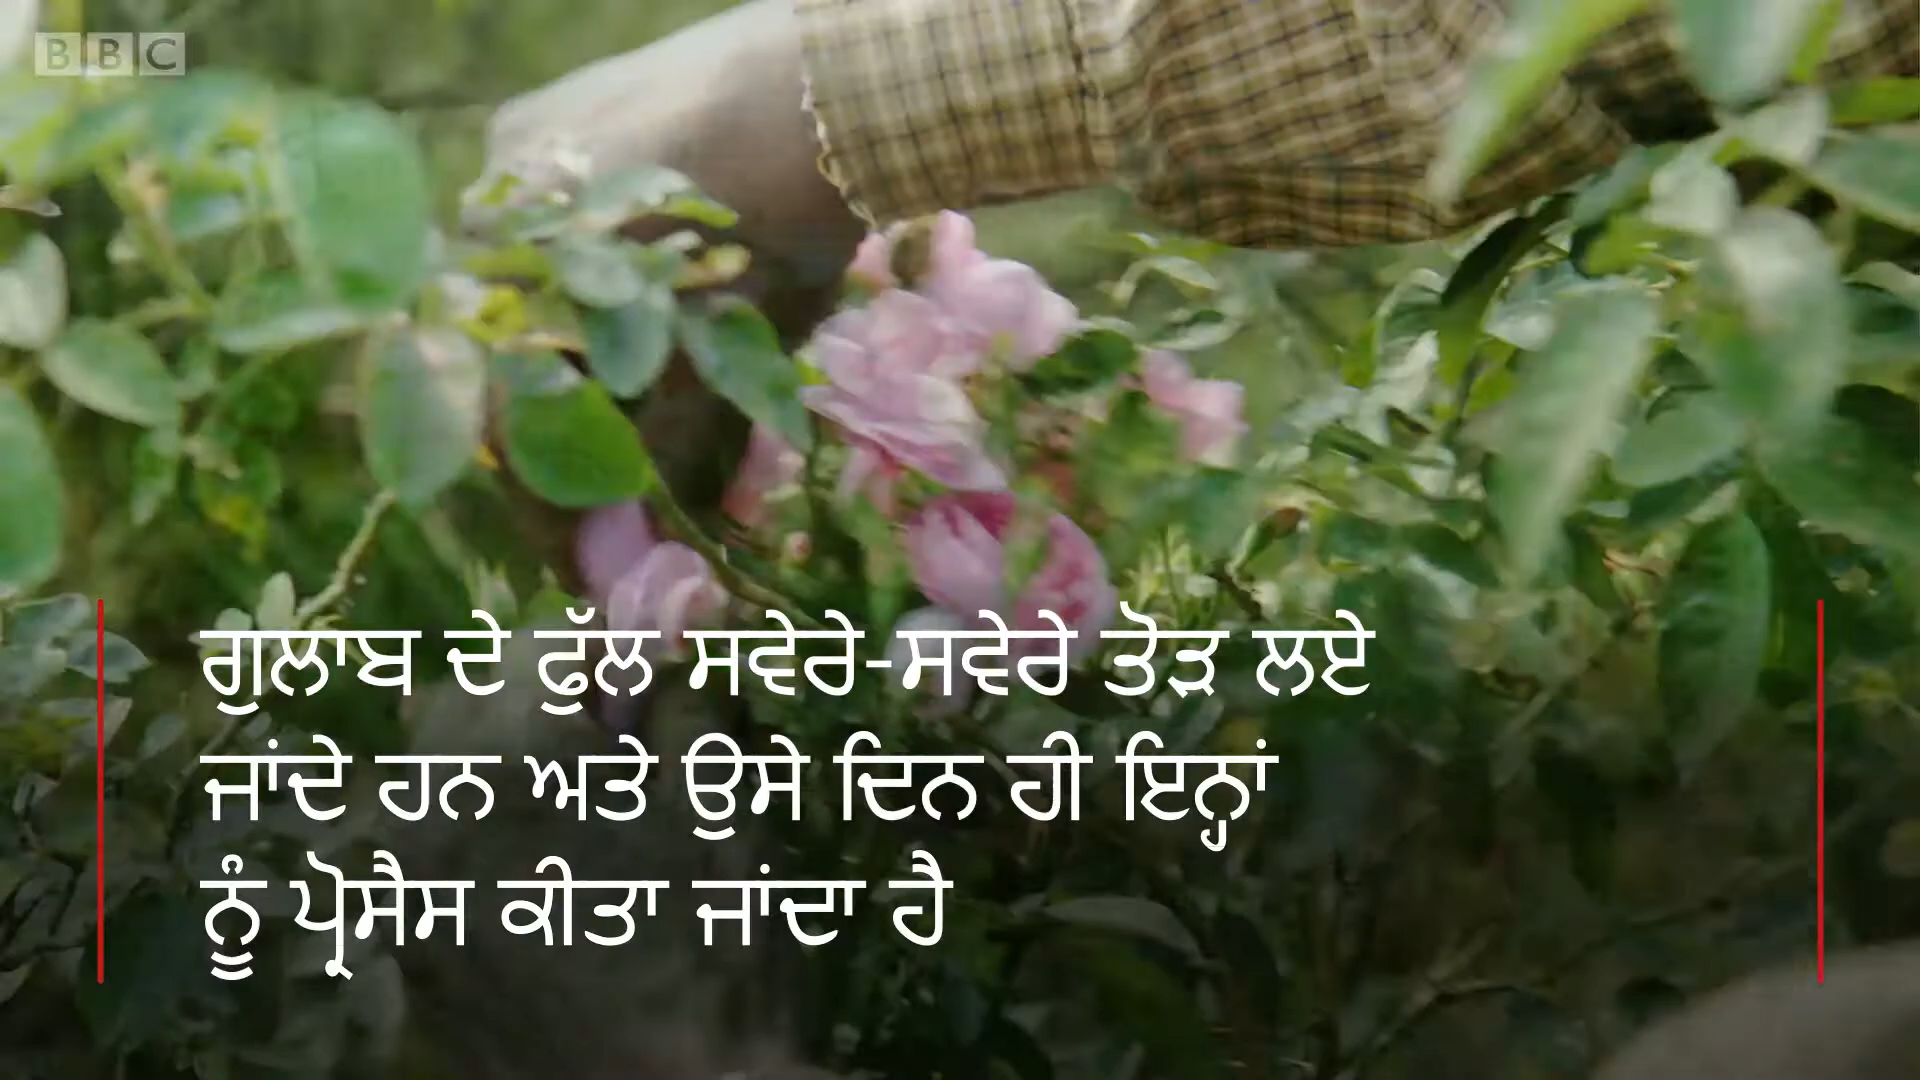 BBC
ਗੁਲਾਬ ਦੇ ਫੁੱਲ ਸਵੇਰੇ-ਸਵੇਰੇ ਤੋੜ ਲਏ
ਜਾਂਦੇ ਹਨ ਅਤੇ ਉਸੇ ਦਿਨ ਹੀ ਇਨ੍ਹਾਂ
ਨੂੰ ਪ੍ਰੋਸੈਸ ਕੀਤਾ ਜਾਂਦਾ ਹੈ